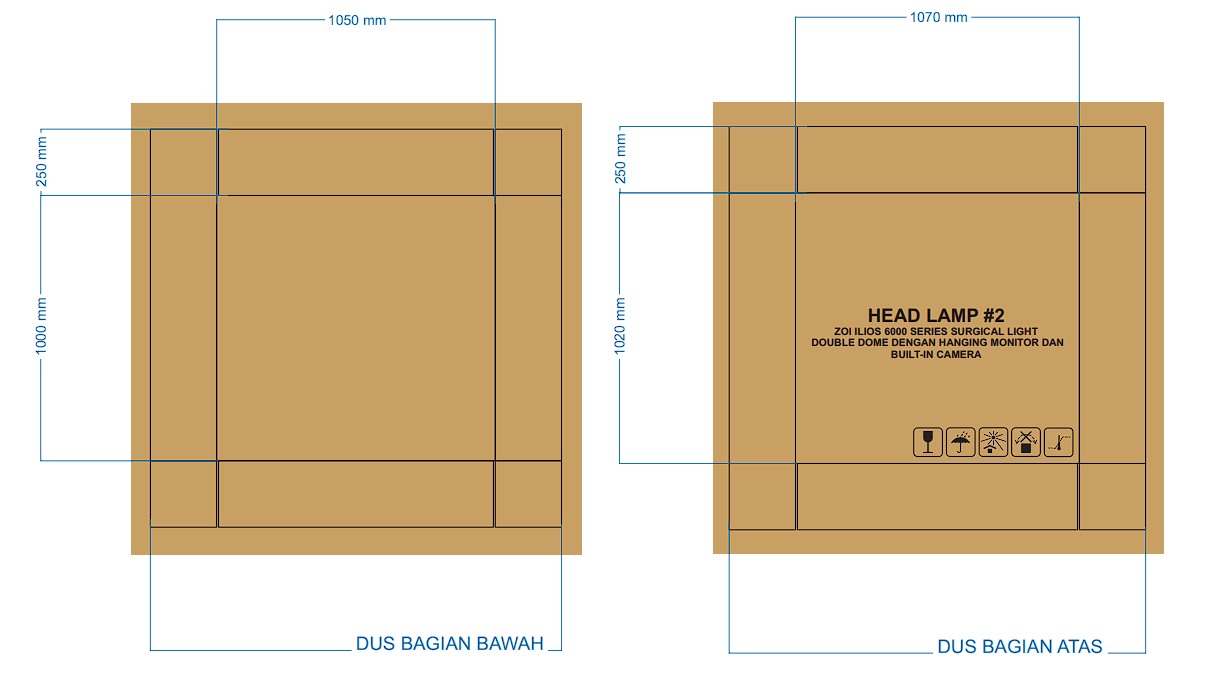 1050 mm
250 mm
1000 mm
DUS BAGIAN BAWAH
1070 mm
250 mm
1020 mm
HEAD LAMP #2
ZOI ILIOS 6000 SERIES SURGICAL LIGHT
DOUBLE DOME DENGAN HANGING MONITOR DAN
BUILT-IN CAMERA
DUS BAGIAN ATAS